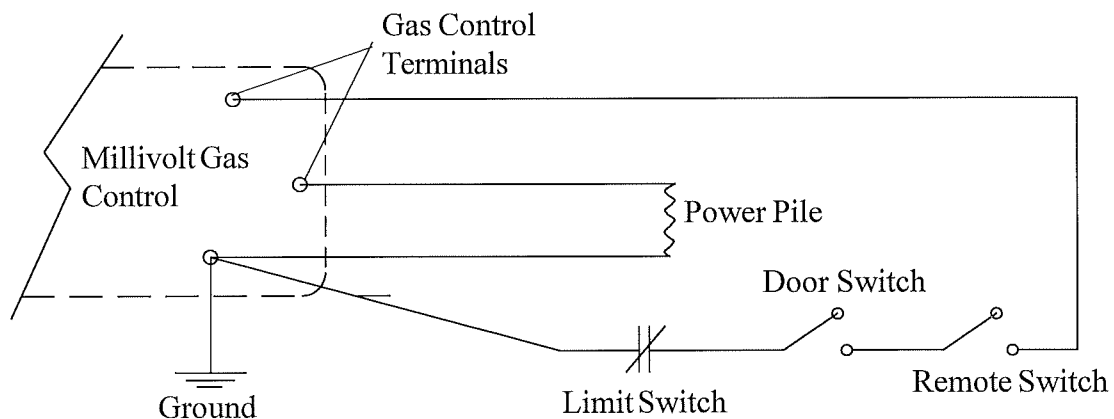 Gas Control
Terminals
Millivolt Gas
Control
Power Pile
Door Switch
Remote Switch
Limit Switch
Ground